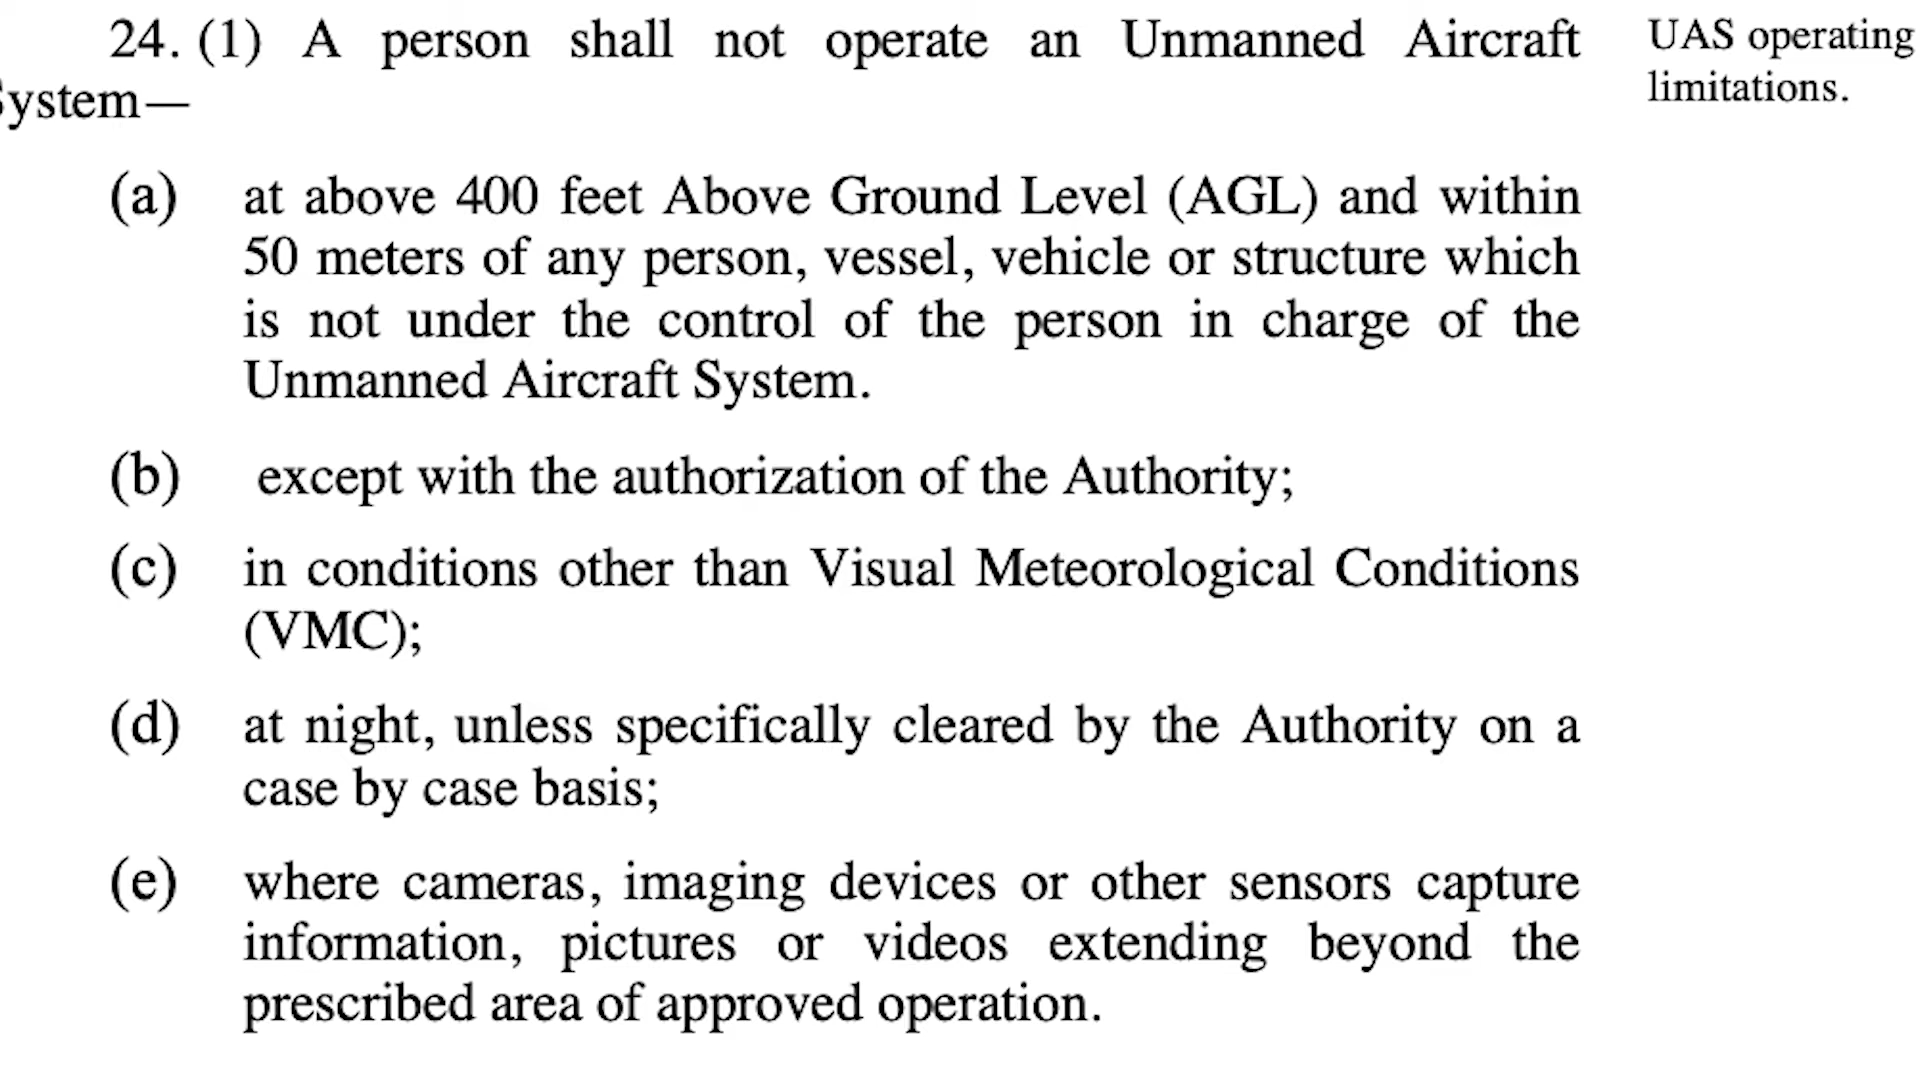 24. (1) A person shall not operate an Unmanned Aircraft
System—
UAS operating
limitations.
(a) at above 400 feet Above Ground Level (AGL) and within
50 meters of any person, vessel, vehicle or structure which
is not under the control of the person in charge of the
Unmanned Aircraft System.
(b) except with the authorization of the Authority;
(c) in conditions other than Visual Meteorological Conditions
(VMC);
(d) at night, unless specifically cleared by the Authority on a
case by case basis;
(e) where cameras, imaging devices or other sensors capture
information, pictures or videos extending beyond the
prescribed area of approved operation.